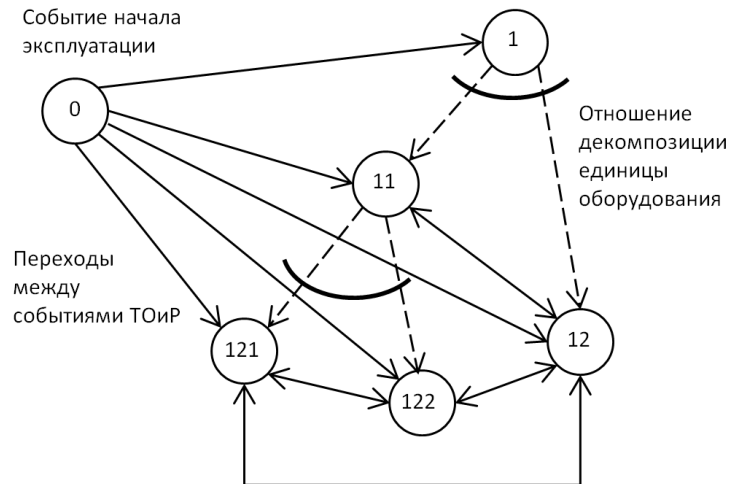 Событие начала
эксплуатации
1
0
Отношение
декомпозиции
единицы
оборудования
11
Переходы
между
событиями ТОиР
121
12
122